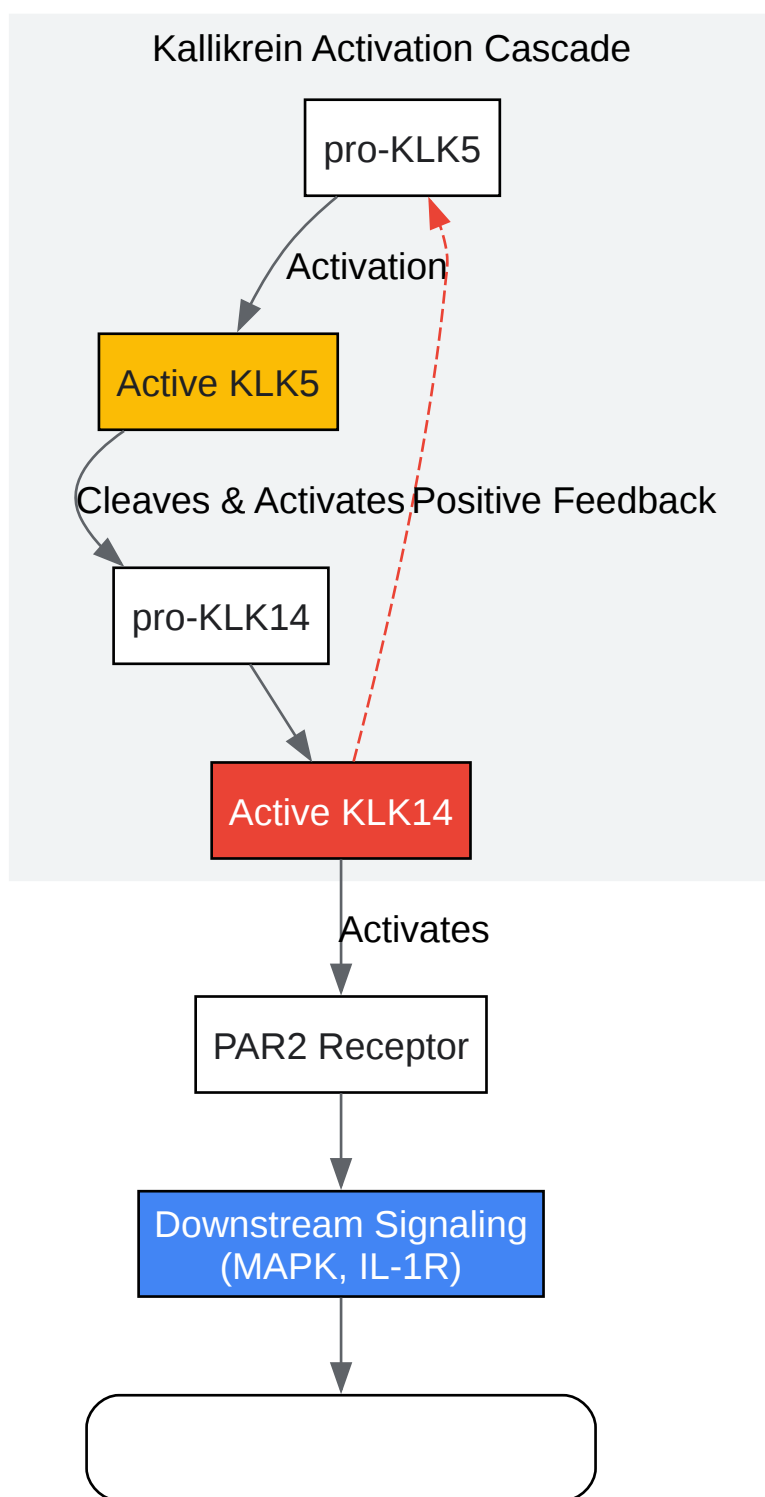 Kallikrein Activation Cascade
pro-KLK5
Activation
Active KLK5
Cleaves & Activates
Positive Feedback
pro-KLK14
Active KLK14
Activates
PAR2 Receptor
Downstream Signaling
(MAPK, IL-1R)